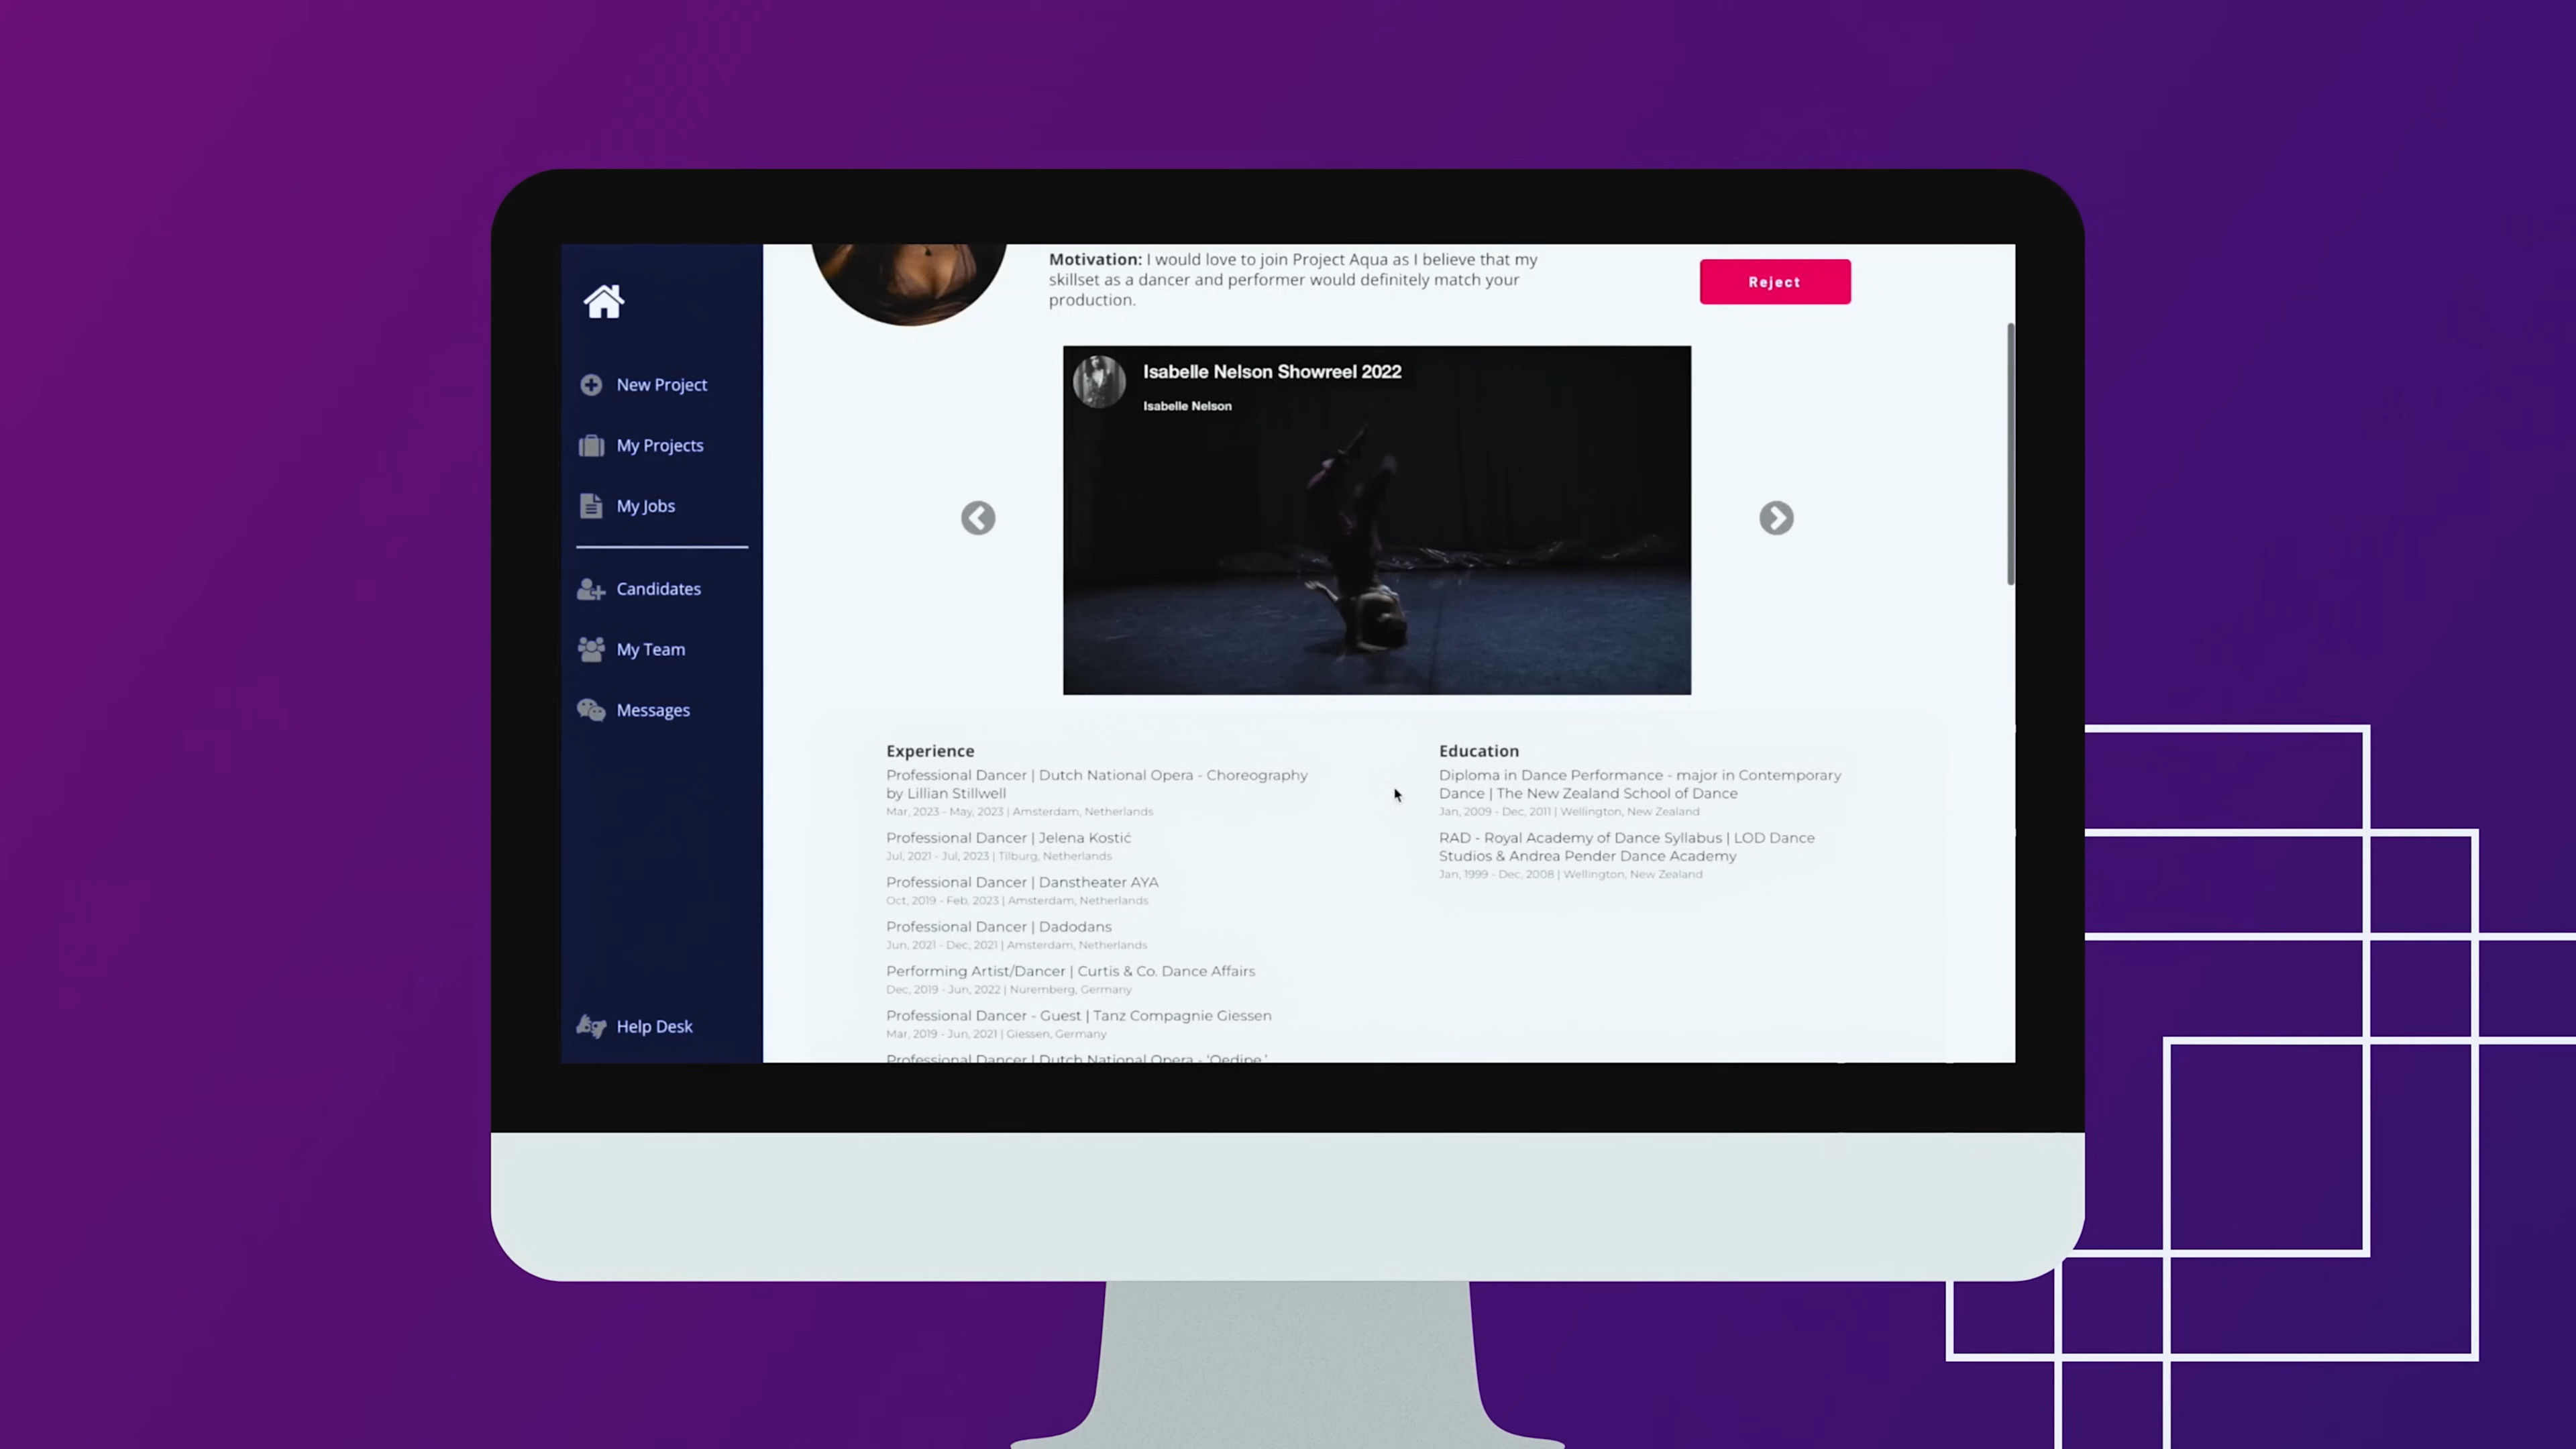 New Project
My Projects
My Jobs
Candidates
My Team
Messages
Help Desk
Motivation: I would love to join Project Aqua as I believe that my
skillset as a dancer and performer would definitely match your
production.
Reject
Isabelle Nelson Showreel 2022
Isabelle Nelson
Experience
Professional Dancer | Dutch National Opera - Choreography
by Lillian Stillwell
Mar, 2023 - May, 2023 | Amsterdam, Netherlands
Professional Dancer | Jelena Kostić
Jul, 2021 - Jul, 2023 | Tilburg, Netherlands
Professional Dancer | Danstheater AYA
Oct, 2019 - Feb, 2023 | Amsterdam, Netherlands
Professional Dancer | Dadodans
Jun, 2021 - Dec, 2021 | Amsterdam, Netherlands
Performing Artist/Dancer | Curtis & Co. Dance Affairs
Dec, 2019 - Jun, 2022 | Nuremberg, Germany
Professional Dancer - Guest | Tanz Compagnie Giessen
Mar, 2019 - Jun, 2021 | Giessen, Germany
Professional Dancer | Dutch National Opera - 'Oedipe'
Education
Diploma in Dance Performance - major in Contemporary
Dance | The New Zealand School of Dance
Jan, 2009 - Dec, 2011 | Wellington, New Zealand
RAD - Royal Academy of Dance Syllabus | LOD Dance
Studios & Andrea Pender Dance Academy
Jan, 1999 - Dec, 2008 | Wellington, New Zealand